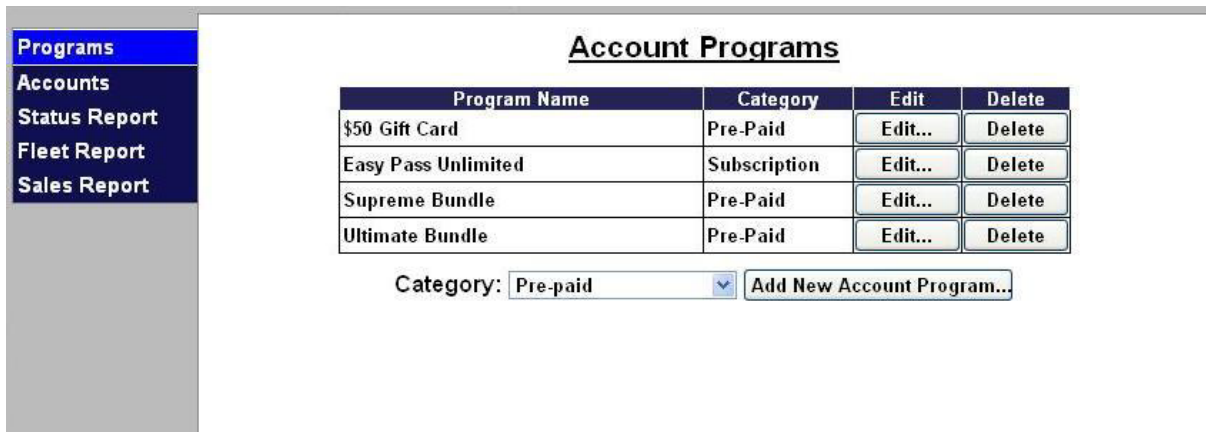 Programs
Accounts
Status Report
Fleet Report
Sales Report
Account Programs
Program Name Category Edit Delete
$50 Gift Card Pre-Paid Edit... Delete
Easy Pass Unlimited Subscription Edit... Delete
Supreme Bundle Pre-Paid Edit... Delete
Ultimate Bundle Pre-Paid Edit... Delete
Category: Pre-paid Add New Account Program...